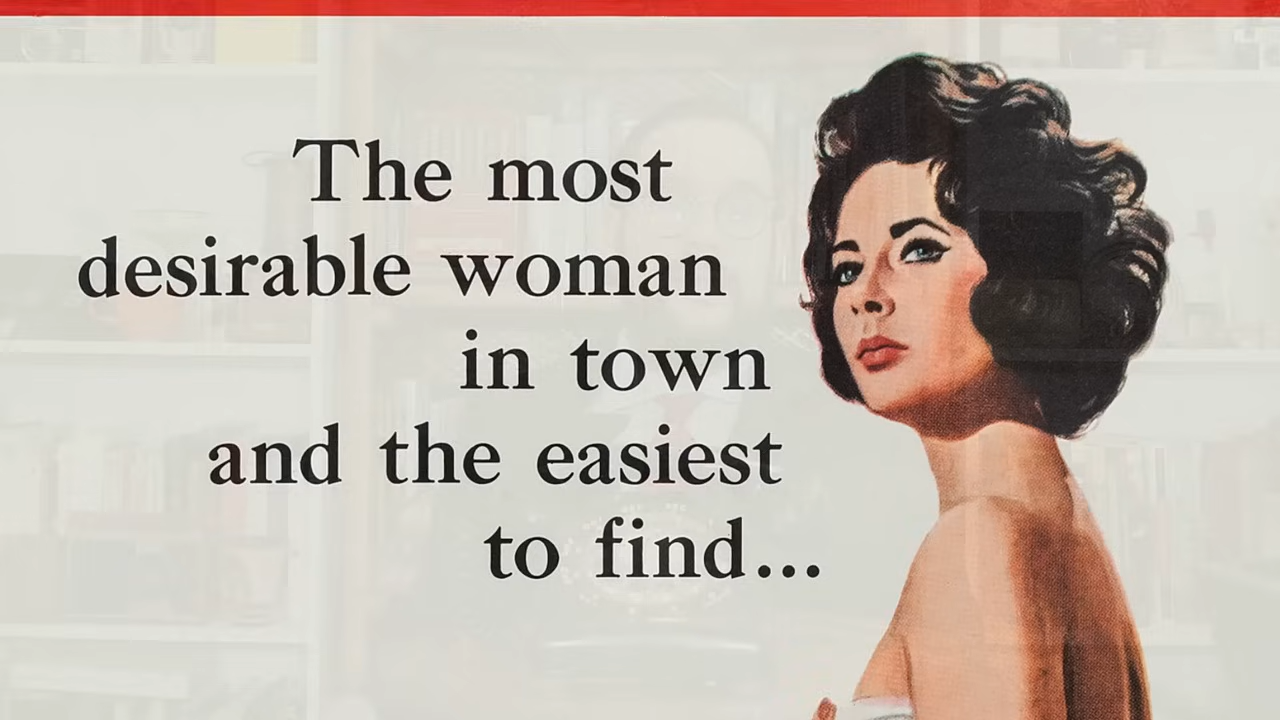 The most
desirable woman
in town
and the easiest
to find...